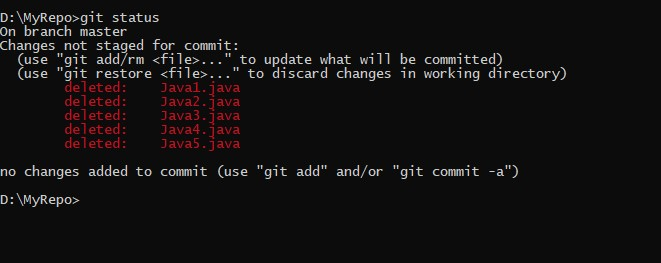 D:\MyRepo>git status
On branch master
Changes not staged for commit:
  (use "git add/rm <file>..." to update what will be committed)
  (use "git restore <file>..." to discard changes in working directory)
        deleted:    Java1.java
        deleted:    Java2.java
        deleted:    Java3.java
        deleted:    Java4.java
        deleted:    Java5.java

no changes added to commit (use "git add" and/or "git commit -a")

D:\MyRepo>